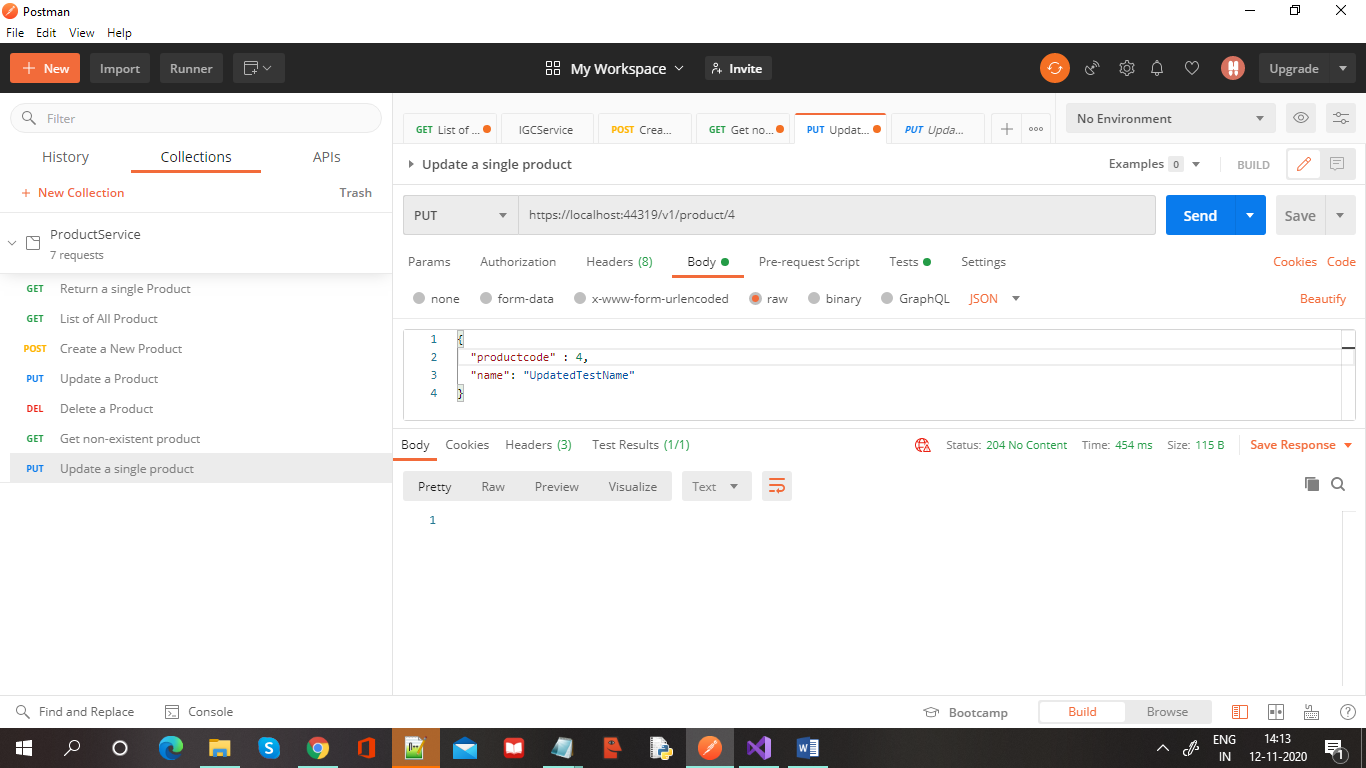 Postman
File Edit View Help
New Import Runner My Workspace Invite Upgrade
Filter
History Collections APIs
New Collection Trash
ProductService
7 requests
GET Return a single Product
GET List of All Product
POST Create a New Product
PUT Update a Product
DEL Delete a Product
GET Get non-existent product
PUT Update a single product
GET List of ... IGCService POST Crea... GET Get no... PUT Updat... PUT Upda... No Environment
Update a single product Examples 0 BUILD
PUT https://localhost:44319/v1/product/4 Send Save
Params Authorization Headers (8) Body Pre-request Script Tests Settings Cookies Code
none form-data x-www-form-urlencoded raw binary GraphQL JSON Beautify
1 {
2 "productcode" : 4,
3 "name": "UpdatedTestName"
4 }
Body Cookies Headers (3) Test Results (1/1) Status: 204 No Content Time: 454 ms Size: 115 B Save Response
Pretty Raw Preview Visualize Text
1
Find and Replace Console Bootcamp Build Browse
ENG 14:13
IN 12-11-2020 1